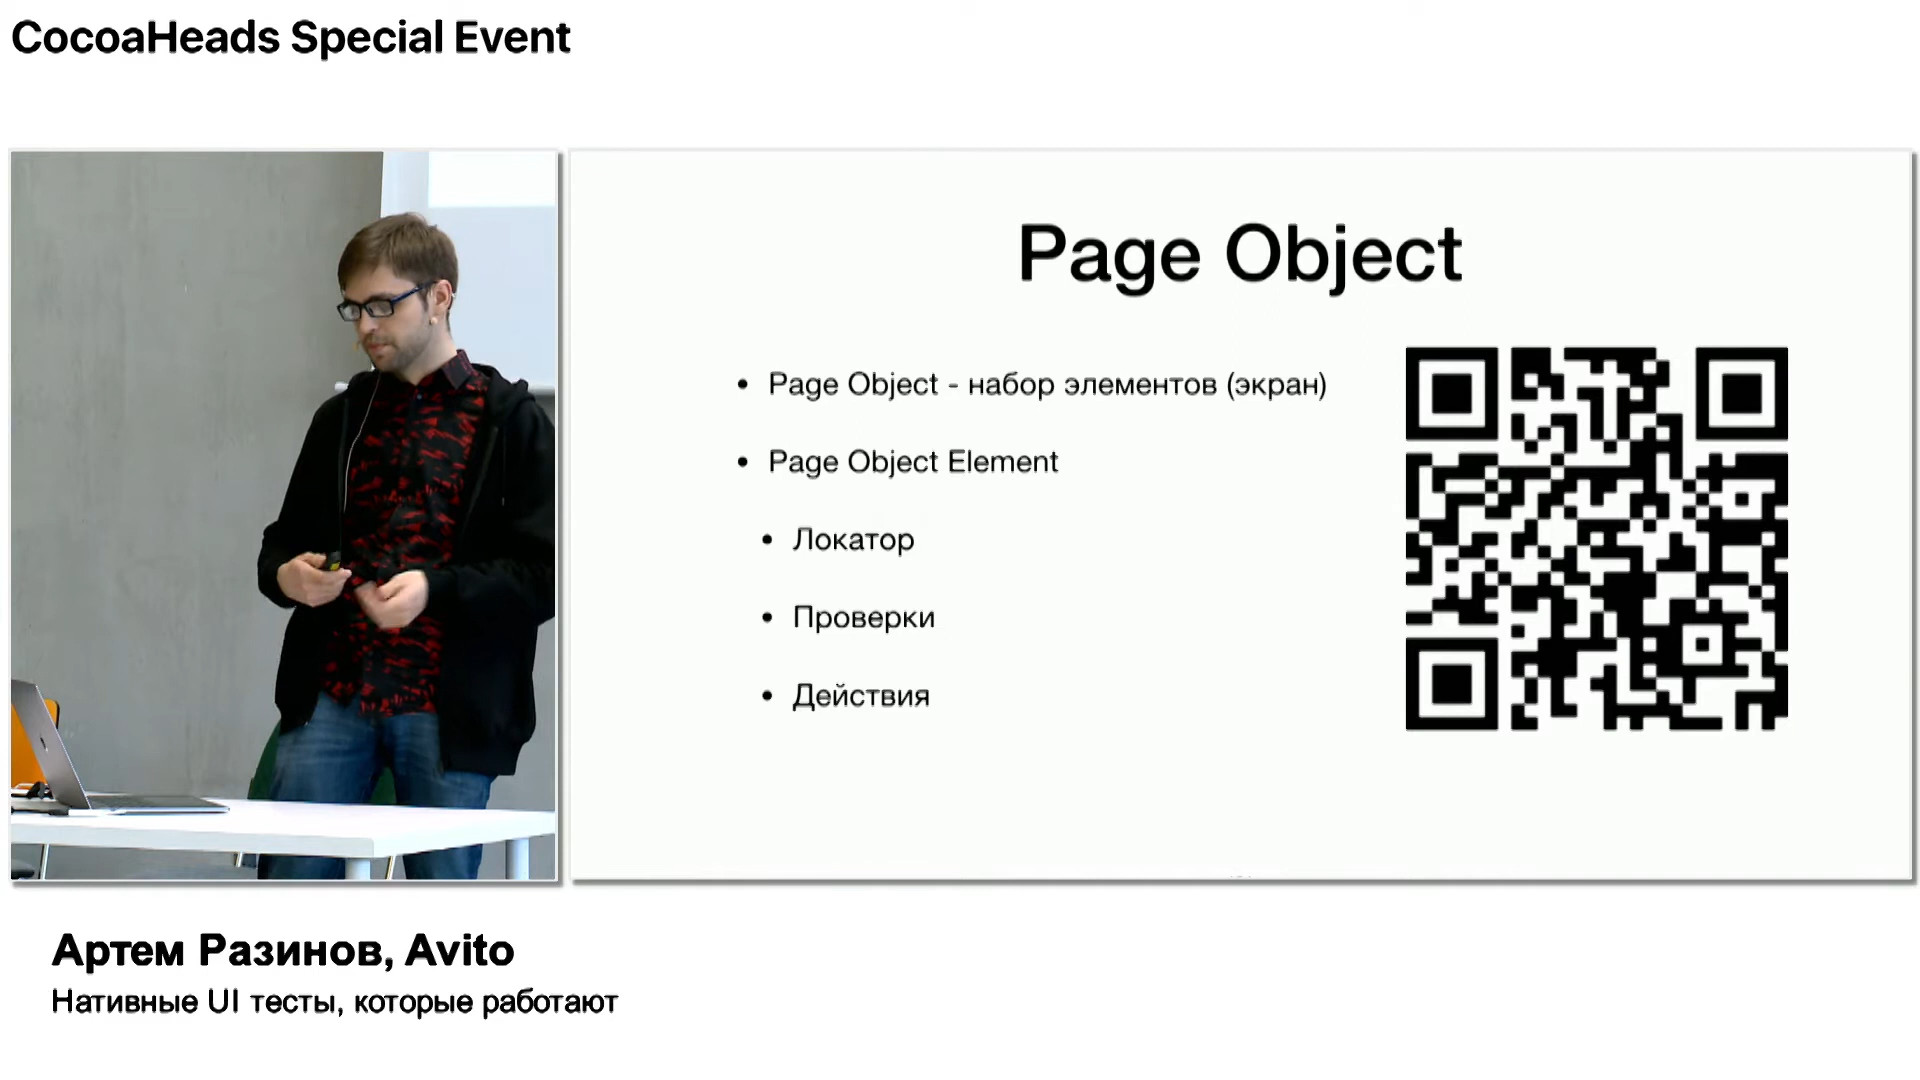 CocoaHeads Special Event
Page Object
• Page Object - набор элементов (экран)
• Page Object Element
• Локатор
• Проверки
• Действия
Артем Разинов, Avito
Нативные UI тесты, которые работают